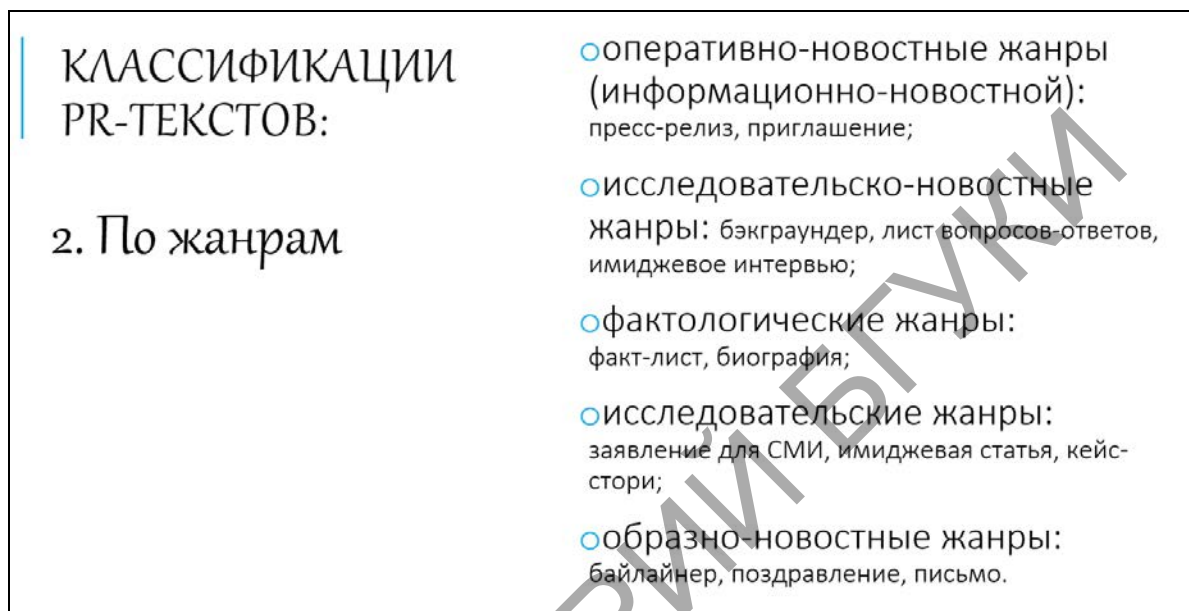 КЛАССИФИКАЦИИ
PR-ТЕКСТОВ:
2. По жанрам
оперативно-новостные жанры
(информационно-новостной):
пресс-релиз, приглашение;
исследовательско-новостные
жанры: бэкграундер, лист вопросов-ответов,
имиджевое интервью;
фактологические жанры:
факт-лист, биография;
исследовательские жанры:
заявление для СМИ, имиджевая статья, кейс-
стори;
образно-новостные жанры:
байлайнер, поздравление, письмо.
РИЙ БГУКИ